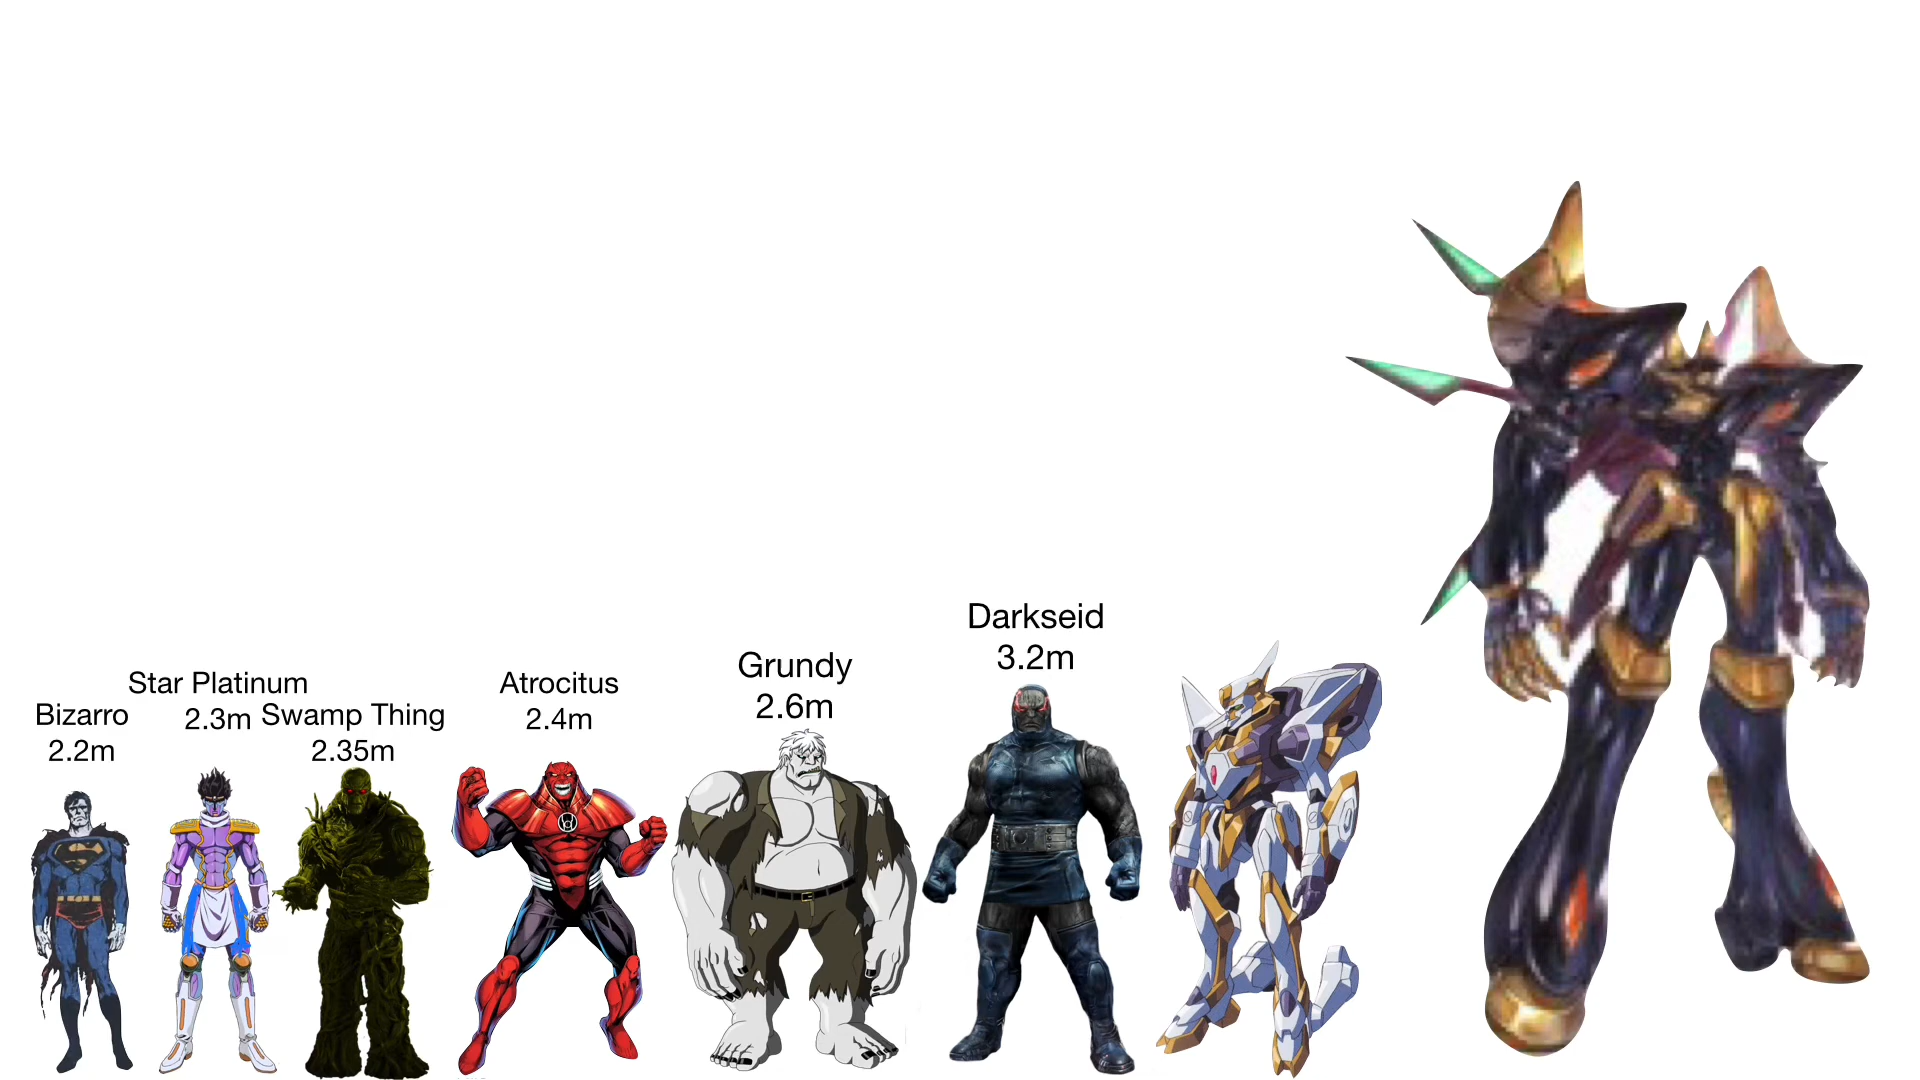 Bizarro
2.2m
Star Platinum
2.3m
Swamp Thing
2.35m
Atrocitus
2.4m
Grundy
2.6m
Darkseid
3.2m